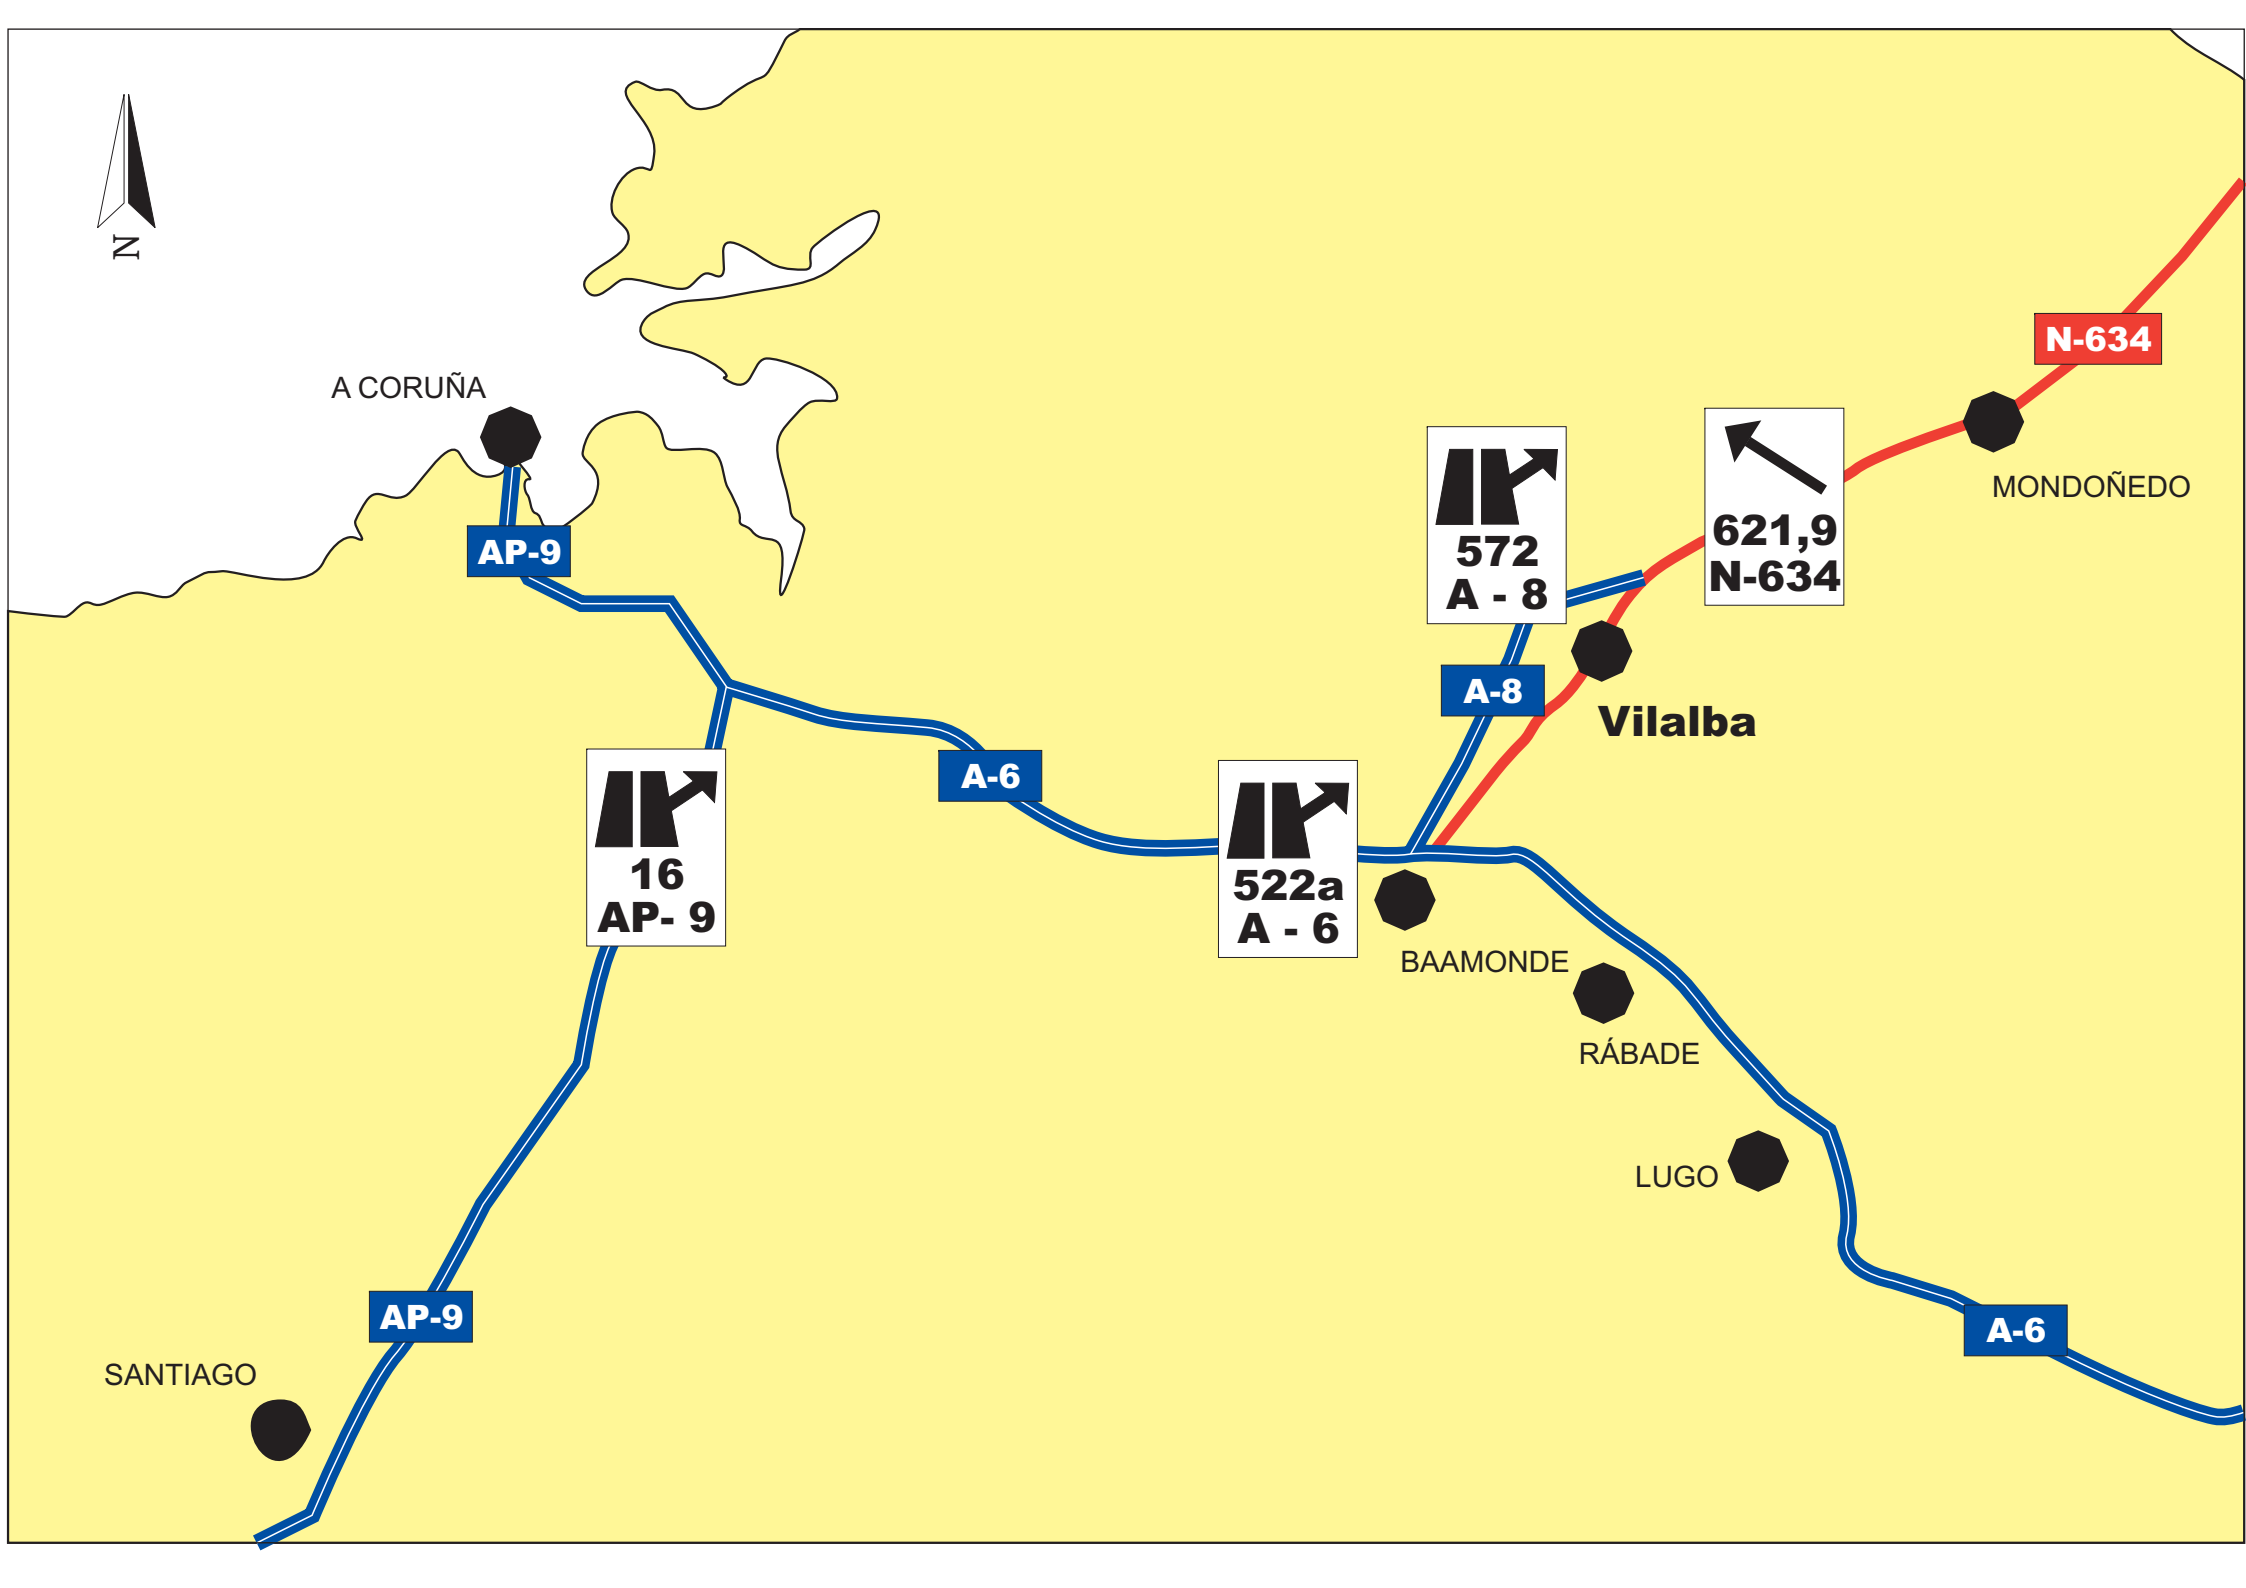 N
A CORUÑA
AP-9
N-634
MONDOÑEDO
572
A - 8
621,9
N-634
A-8
Vilalba
A-6
16
AP- 9
522a
A - 6
BAAMONDE
RÁBADE
LUGO
AP-9
A-6
SANTIAGO